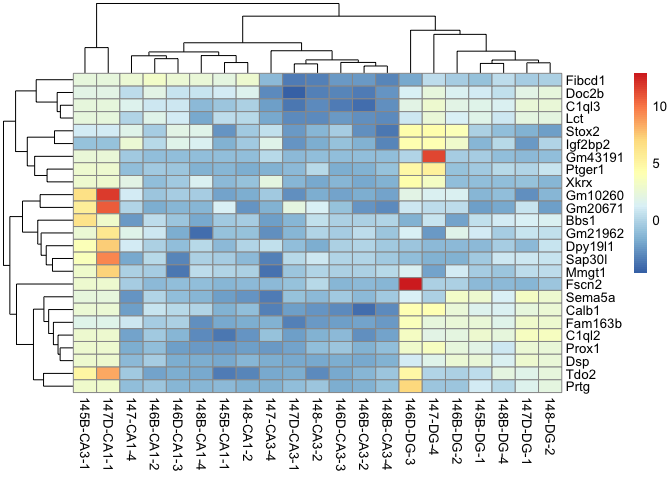 Fibcd1
Doc2b
C1ql3
Lct
Stox2
Igf2bp2
Gm43191
Ptger1
Xkrx
Gm10260
Gm20671
Bbs1
Gm21962
Dpy19l1
Sap30l
Mmgt1
Fscn2
Sema5a
Calb1
Fam163b
C1ql2
Prox1
Dsp
Tdo2
Prtg
10
5
0
145B-CA3-1
147D-CA1-1
147-CA1-4
146B-CA1-2
146D-CA1-3
148B-CA1-4
145B-CA1-1
148-CA1-2
147-CA3-4
147D-CA3-1
148-CA3-2
146D-CA3-3
146B-CA3-2
148B-CA3-4
146D-DG-3
147-DG-4
146B-DG-2
145B-DG-1
148B-DG-4
147D-DG-1
148-DG-2